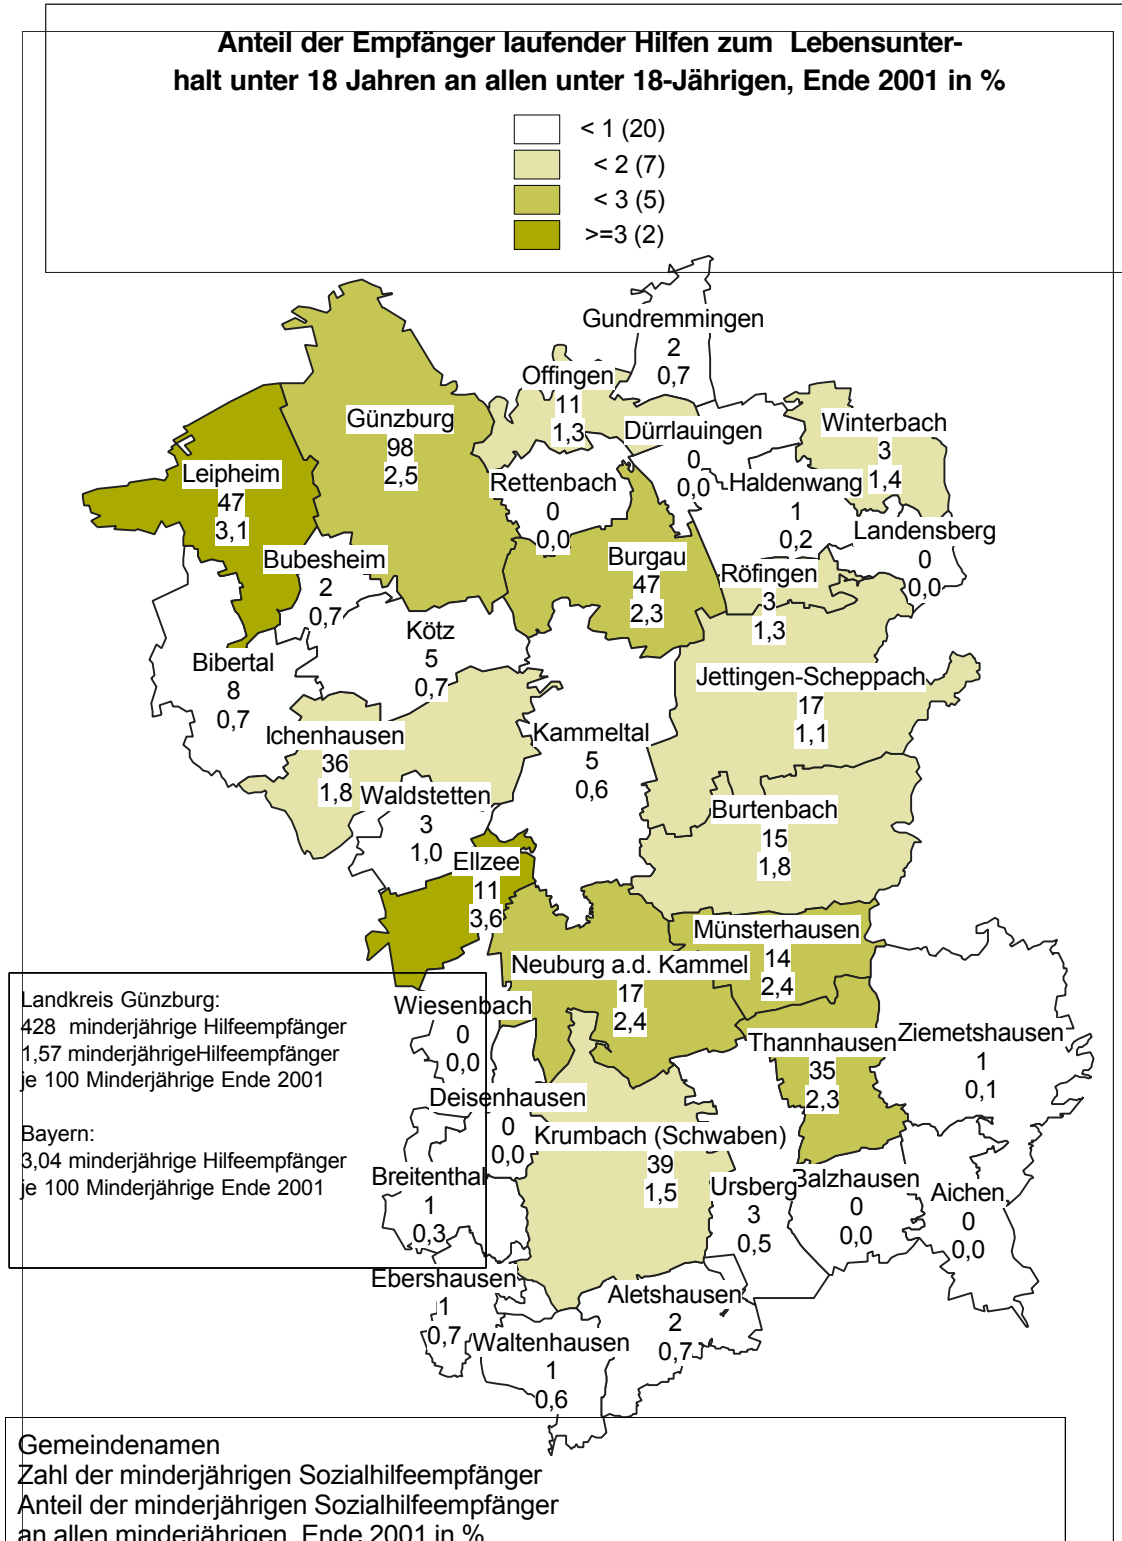 Anteil der Empfänger laufender Hilfen zum Lebensunter-
halt unter 18 Jahren an allen unter 18-Jährigen, Ende 2001 in %
< 1 (20)
< 2 (7)
< 3 (5)
>=3 (2)
Gundremmingen
2
0,7
Offingen
11
1,3
Günzburg
98
2,5
Dürrlauingen
0
0,0
Winterbach
3
1,4
Leipheim
47
3,1
Rettenbach
0
0,0
Haldenwang
1
0,2
Landensberg
0
0,0
Bubesheim
2
0,7
Burgau
47
2,3
Röfingen
3
1,3
Kötz
5
0,7
Bibertal
8
0,7
Jettingen-Scheppach
17
1,1
Ichenhausen
36
1,8
Kammeltal
5
0,6
Waldstetten
3
1,0
Burtenbach
15
1,8
Ellzee
11
3,6
Münsterhausen
14
2,4
Neuburg a.d. Kammel
17
2,4
Wiesenbach
0
0,0
Thannhausen
35
2,3
Ziemetshausen
1
0,1
Landkreis Günzburg:
428 minderjährige Hilfeempfänger
1,57 minderjährigeHilfeempfänger
je 100 Minderjährige Ende 2001
Bayern:
3,04 minderjährige Hilfeempfänger
je 100 Minderjährige Ende 2001
Deisenhausen
0
0,0
Krumbach (Schwaben)
39
1,5
Breitenthal
1
0,3
Ursberg
3
0,5
Balzhausen
0
0,0
Aichen
0
0,0
Ebershausen
1
0,7
Aletshausen
2
0,7
Waltenhausen
1
0,6
Gemeindenamen
Zahl der minderjährigen Sozialhilfeempfänger
Anteil der minderjährigen Sozialhilfeempfänger
an allen minderjährigen, Ende 2001 in %